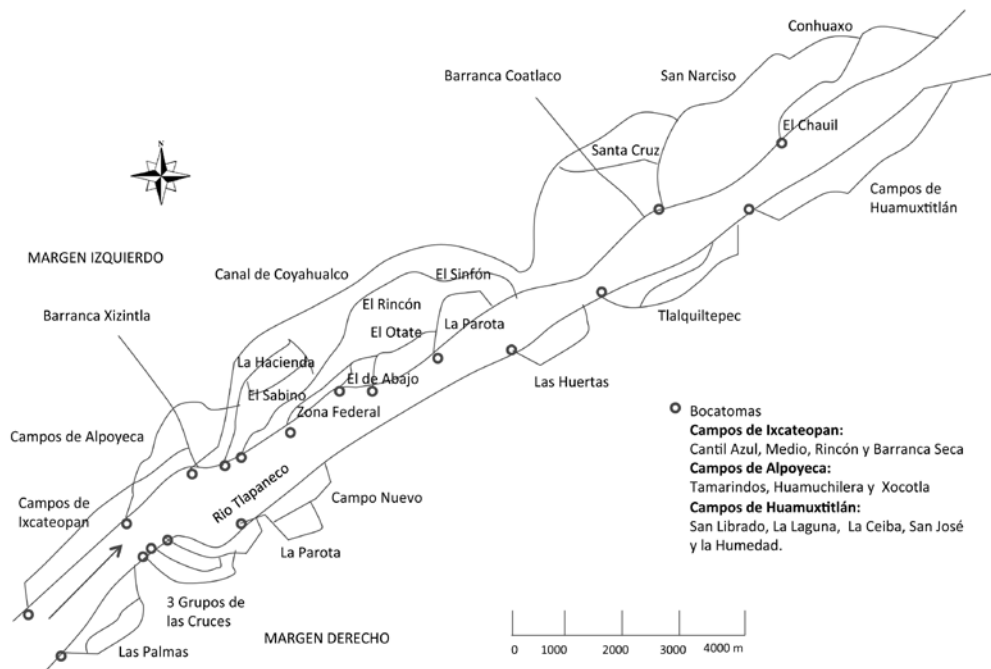 Conhuaxo
San Narciso
Barranca Coatlaco
El Chauil
N
Santa Cruz
Campos de
Huamuxtitlán
MARGEN IZQUIERDO
Canal de Coyahualco
El Sinfón
Barranca Xizintla
El Rincón
La Parota
Tlalquiltepec
El Otate
La Hacienda
El de Abajo
Las Huertas
El Sabino
Zona Federal
Campos de Alpoyeca
Bocatomas
Campos de Ixcateopan:
Cantil Azul, Medio, Rincón y Barranca Seca
Campos de Alpoyeca:
Tamarindos, Huamuchilera y Xocotla
Campos de Huamuxtitlán:
San Librado, La Laguna, La Ceiba, San José
y la Humedad.
Campos de
Ixcateopan
Rio Tlapaneco
Campo Nuevo
La Parota
3 Grupos de
las Cruces
MARGEN DERECHO
Las Palmas
0 1000 2000 3000 4000 m